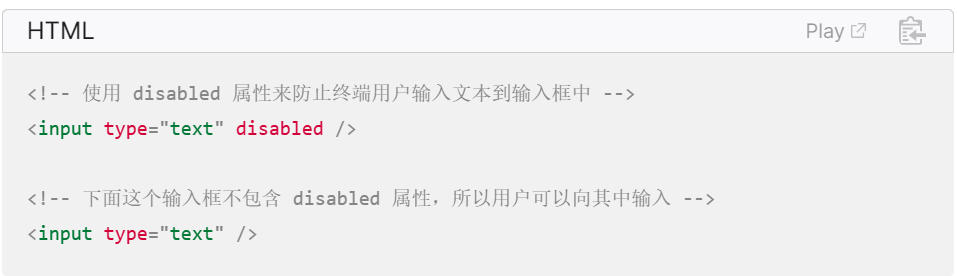 HTML
Play
<!-- 使用 disabled 属性来防止终端用户输入文本到输入框中 -->
<input type="text" disabled />
<!-- 下面这个输入框不包含 disabled 属性，所以用户可以向其中输入 -->
<input type="text" />